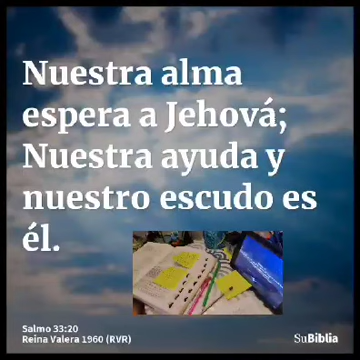 Nuestra alma
espera a Jehová;
Nuestra ayuda y
nuestro escudo es
él.
Salmo 33:20
Reina Valera 1960 (RVR)
SuBiblia